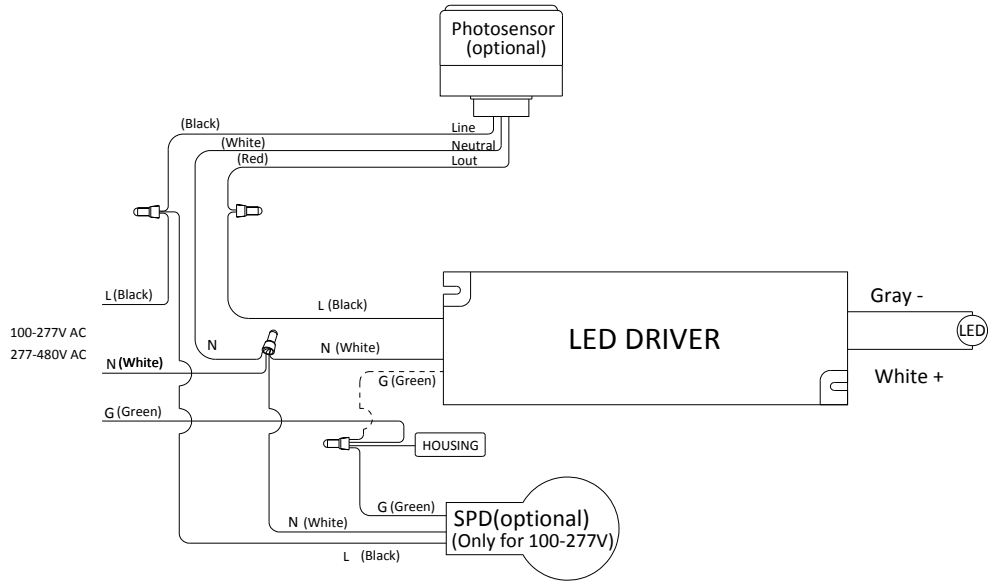 Photosensor
(optional)
(Black)
Line
(White)
Neutral
(Red)
Lout
L (Black)
L (Black)
Gray -
100-277V AC
277-480V AC
LED DRIVER
LED
N
N (White)
N (White)
White +
G (Green)
G (Green)
HOUSING
G (Green)
SPD(optional)
(Only for 100-277V)
N (White)
L (Black)